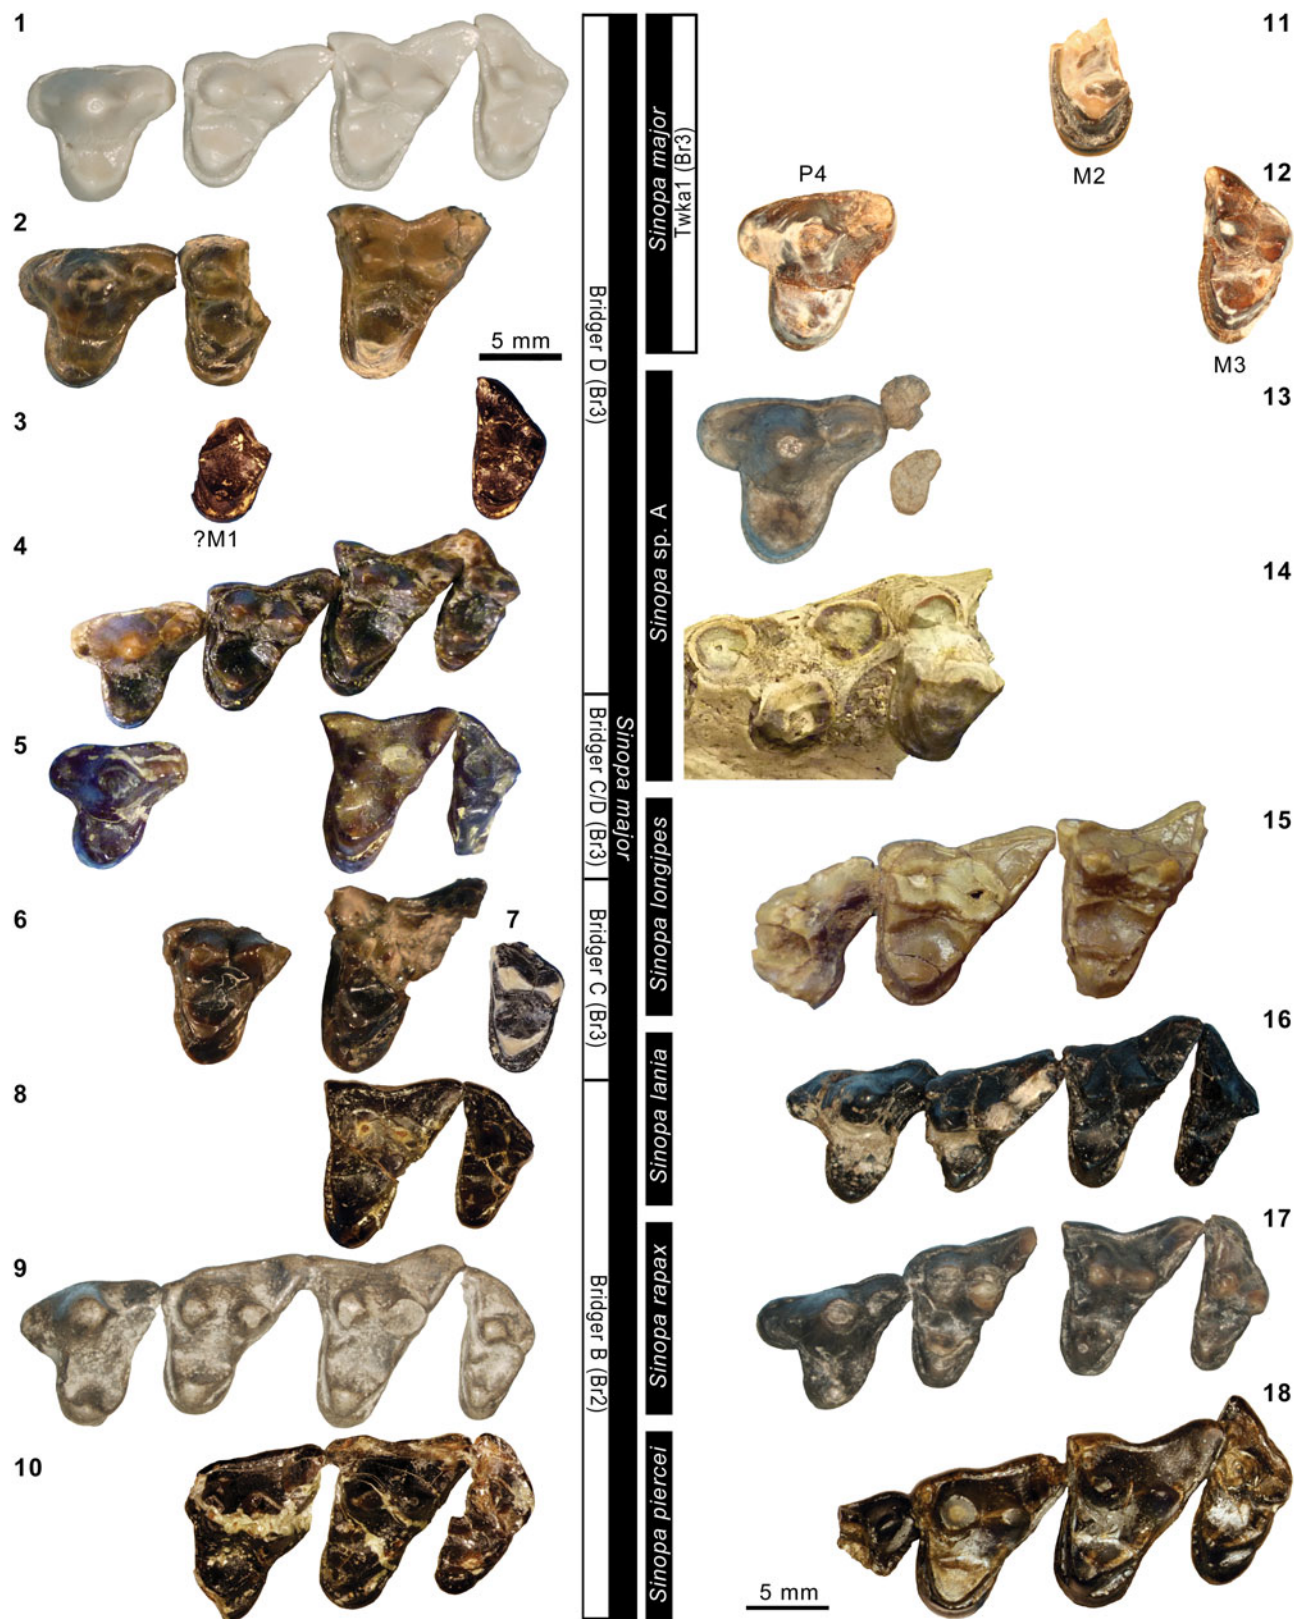 1
2
5 mm
3
?M1
4
5
6
7
8
9
10
Bridger D (Br3)
Bridger C/D (Br3)
Bridger C (Br3)
Bridger B (Br2)
Sinopa major
Sinopa major
Twka1 (Br3)
11
M2
P4
12
M3
Sinopa sp. A
13
14
Sinopa longipes
15
Sinopa lania
16
Sinopa rapax
17
Sinopa piercei
18
5 mm